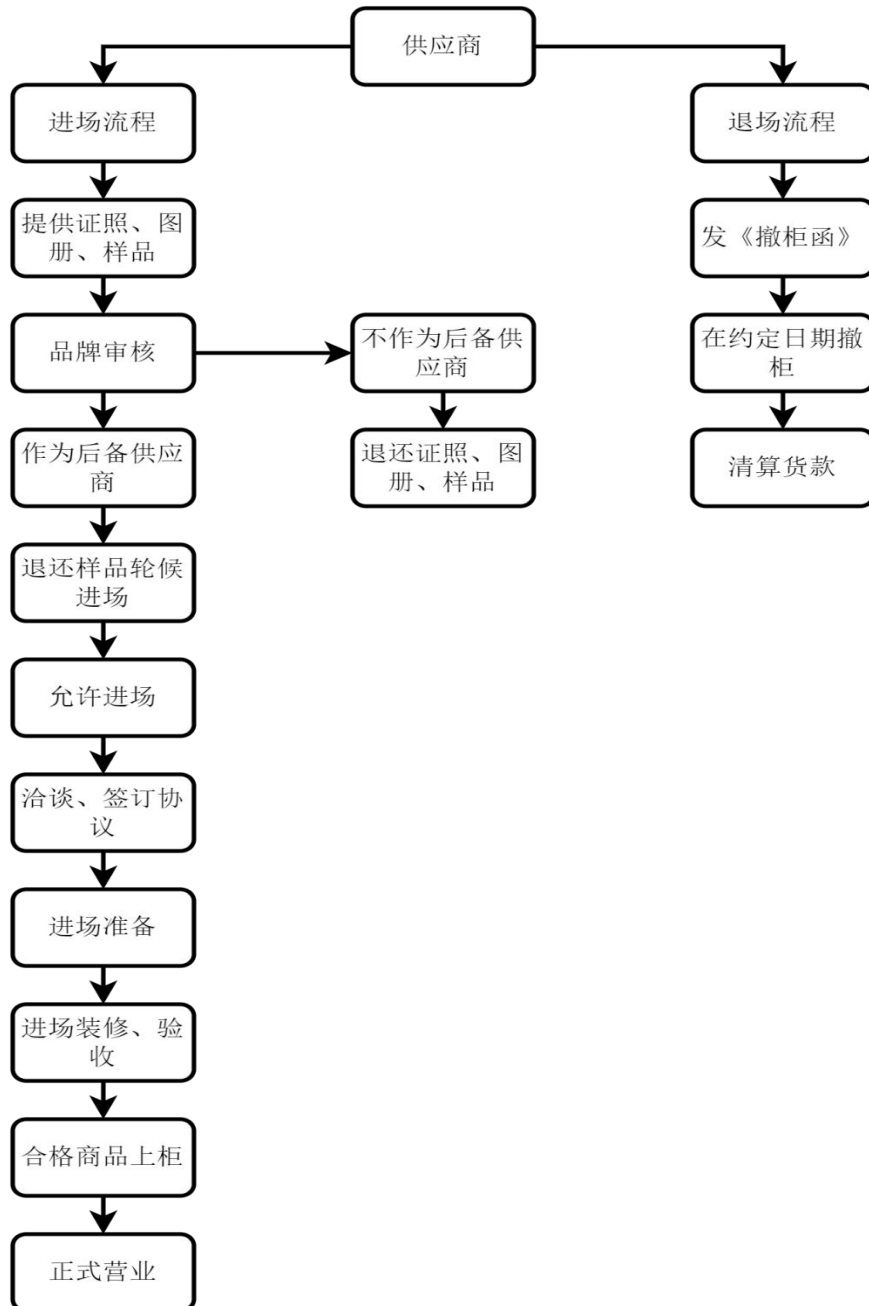 供应商
进场流程
退场流程
提供证照、图
册、样品
发《撤柜函》
品牌审核
不作为后备供
应商
在约定日期撤
柜
作为后备供应
商
退还证照、图
册、样品
清算货款
退还样品轮候
进场
允许进场
洽谈、签订协
议
进场准备
进场装修、验
收
合格商品上柜
正式营业